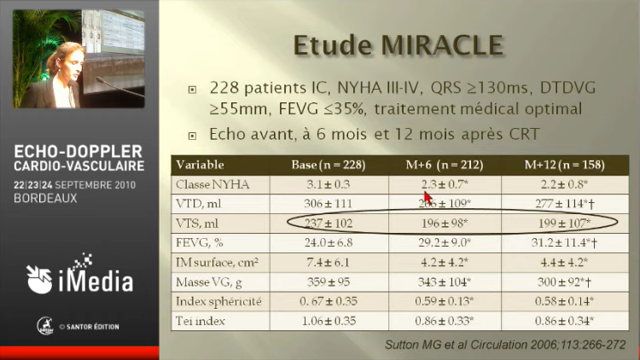 Etude MIRACLE
228 patients IC, NYHA III-IV, QRS ≥130ms, DTDVG
≥55mm, FEVG ≤35%, traitement médical optimal
Echo avant, à 6 mois et 12 mois après CRT
ECHO-DOPPLER
CARDIO-VASCULAIRE
22|23|24 SEPTEMBRE 2010
BORDEAUX
iMedia
© SANTOR ÉDITION
Variable Base (n = 228) M+6 (n = 212) M+12 (n = 158)
Classe NYHA 3.1 ± 0.3 2.3 ± 0.7* 2.2 ± 0.8*
VTD, ml 306 ± 111 ± 109* 277 ± 114*†
VTS, ml 237 ± 102 196 ± 98* 199 ± 107*
FEVG, % 24.0 ± 6.8 29.2 ± 9.0* 31.2 ± 11.4*†
IM surface, cm² 7.4 ± 6.1 4.2 ± 4.2* 4.4 ± 4.2*
Masse VG, g 359 ± 95 343 ± 104* 300 ± 92*†
Index sphéricité 0. 67 ± 0.35 0.59 ± 0.13* 0.58 ± 0.14*
Tei index 1.06 ± 0.35 0.86 ± 0.33* 0.86 ± 0.34*
Sutton MG et al Circulation 2006;113:266-272